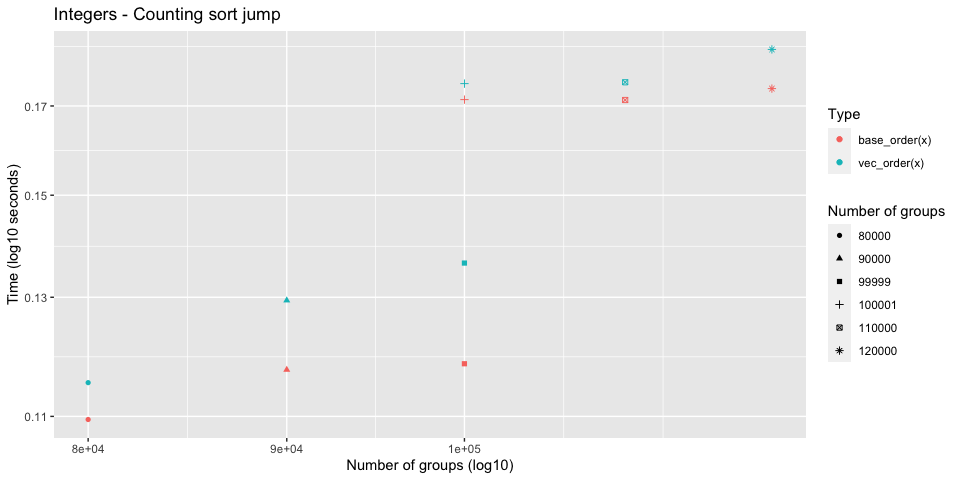 Integers - Counting sort jump
Time (log10 seconds)
0.17
0.15
0.13
0.11
8e+04
9e+04
1e+05
Number of groups (log10)
Type
base_order(x)
vec_order(x)
Number of groups
80000
90000
99999
100001
110000
120000